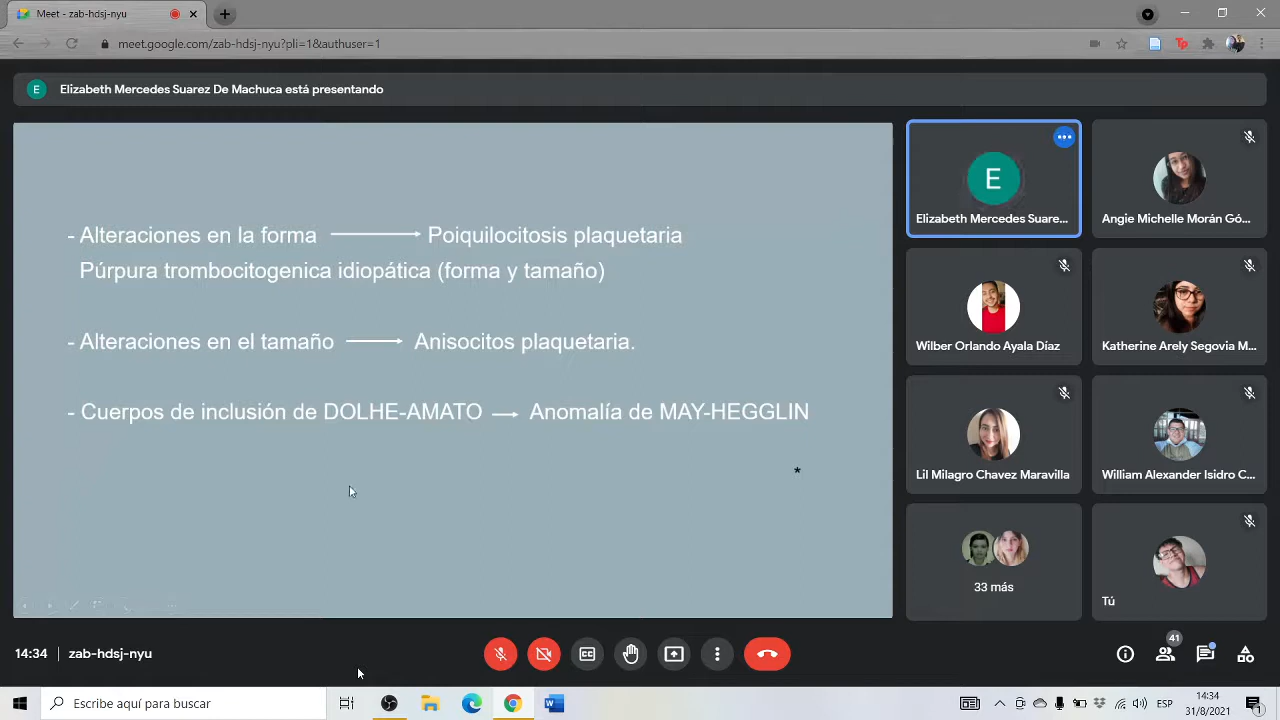 Meet - zab-hdsj-nyu
meet.google.com/zab-hdsj-nyu?pli=1&authuser=1
E
Elizabeth Mercedes Suarez De Machuca está presentando
- Alteraciones en la forma Poiquilocitosis plaquetaria
Púrpura trombocitogenica idiopática (forma y tamaño)
- Alteraciones en el tamaño Anisocitos plaquetaria.
- Cuerpos de inclusión de DOLHE-AMATO Anomalía de MAY-HEGGLIN
*
E
Elizabeth Mercedes Suare...
Angie Michelle Morán Gó...
Wilber Orlando Ayala Díaz
Katherine Arely Segovia M...
Lil Milagro Chavez Maravilla
William Alexander Isidro C...
33 más
Tú
14:34 | zab-hdsj-nyu
41
Escribe aquí para buscar
ESP
14:34
31/8/2021
1